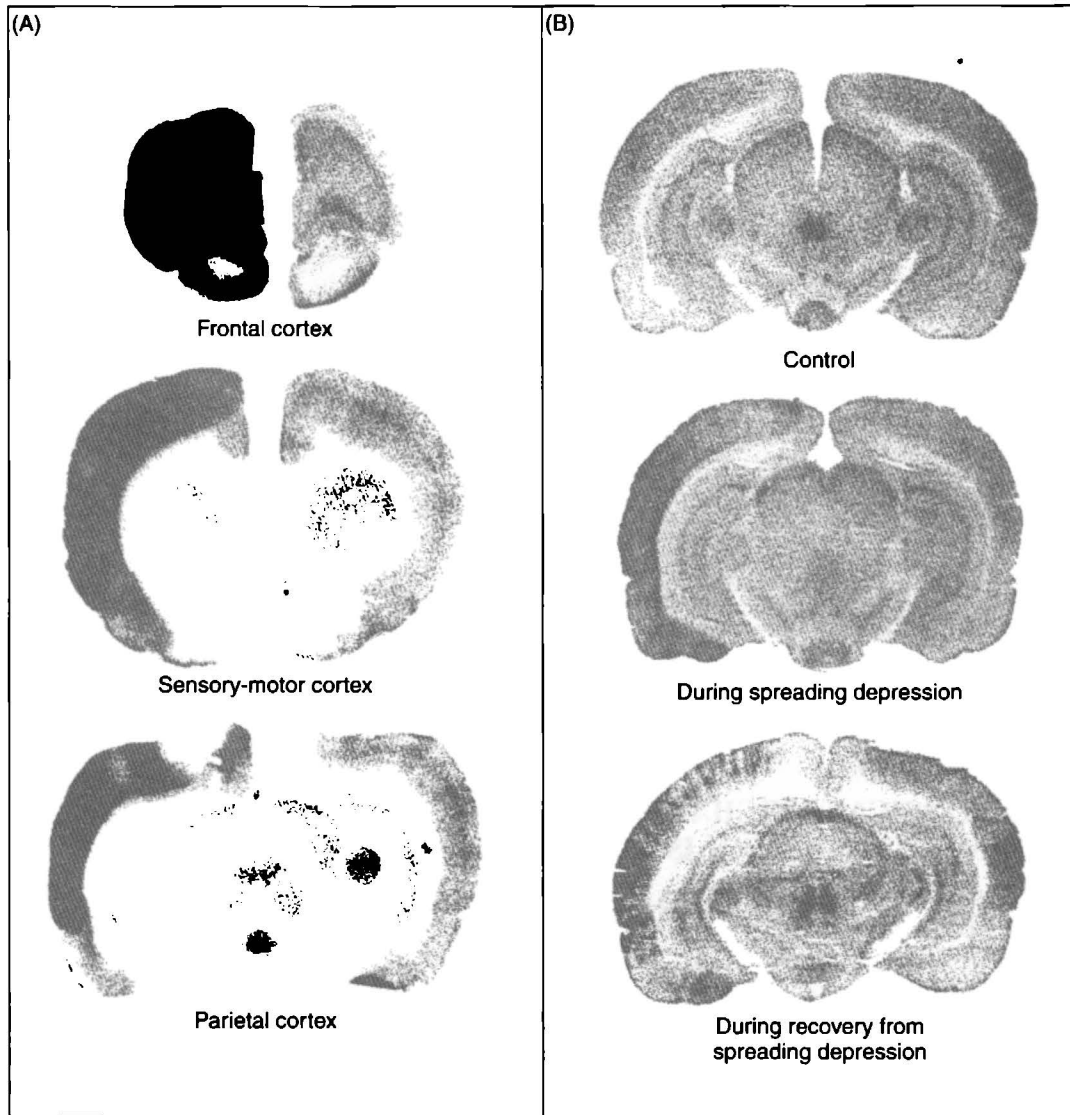 (A)
Frontal cortex
Sensory-motor cortex
Parietal cortex
(B)
Control
During spreading depression
During recovery from
spreading depression